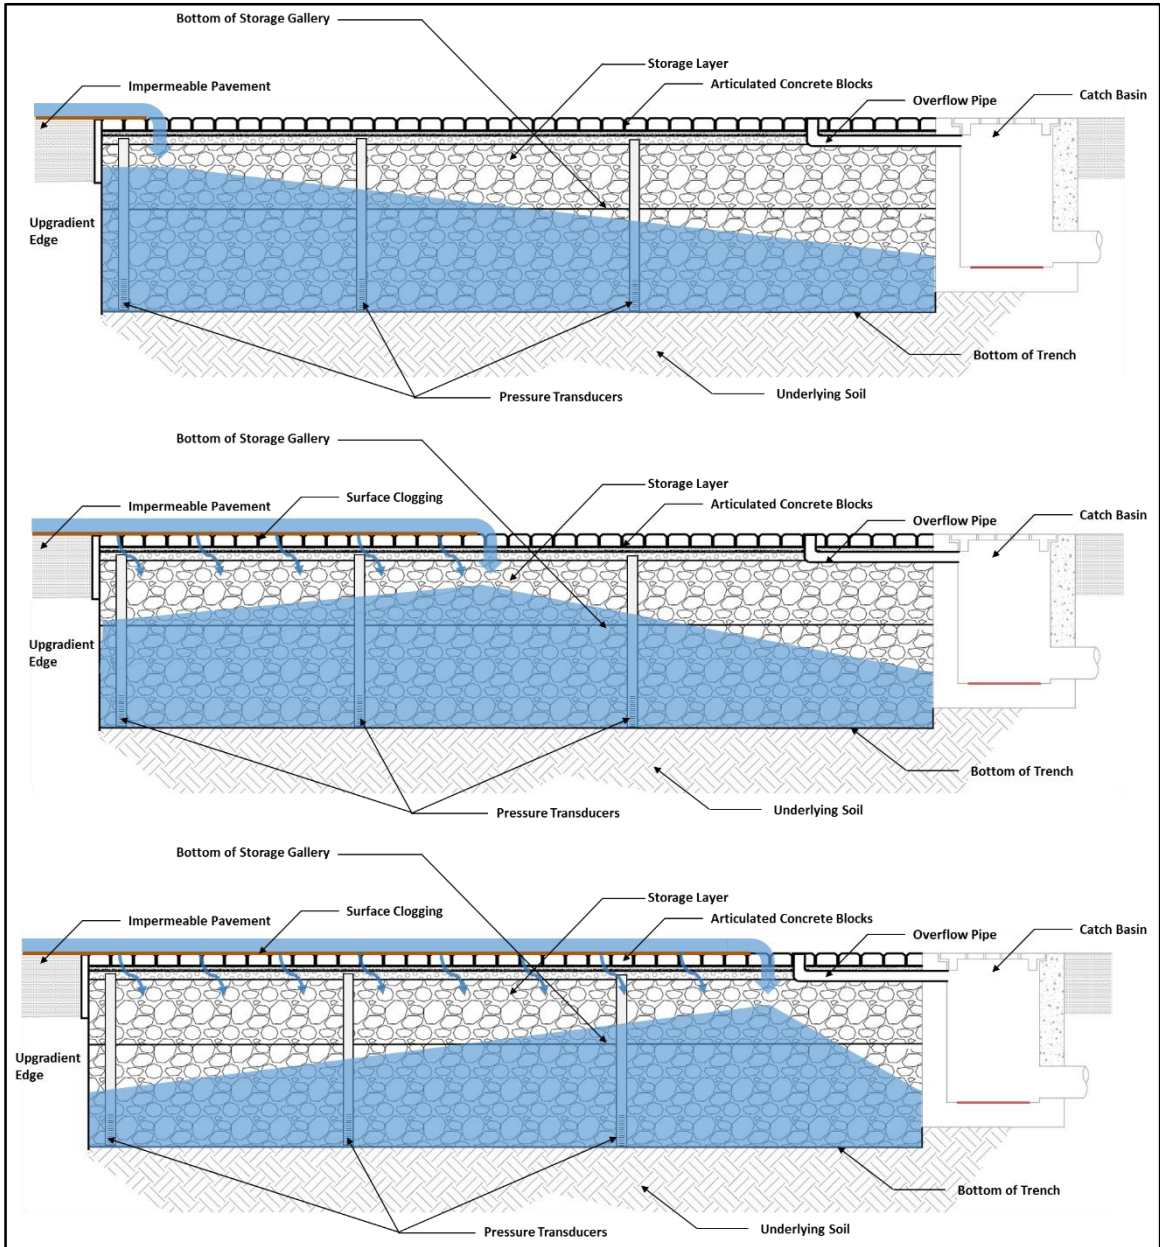 Bottom of Storage Gallery
Storage Layer
Impermeable Pavement
Articulated Concrete Blocks
Overflow Pipe
Catch Basin
Upgradient
Edge
Bottom of Trench
Pressure Transducers
Underlying Soil
Bottom of Storage Gallery
Storage Layer
Impermeable Pavement
Surface Clogging
Articulated Concrete Blocks
Overflow Pipe
Catch Basin
Upgradient
Edge
Bottom of Trench
Pressure Transducers
Underlying Soil
Bottom of Storage Gallery
Storage Layer
Impermeable Pavement
Surface Clogging
Articulated Concrete Blocks
Overflow Pipe
Catch Basin
Upgradient
Edge
Bottom of Trench
Pressure Transducers
Underlying Soil